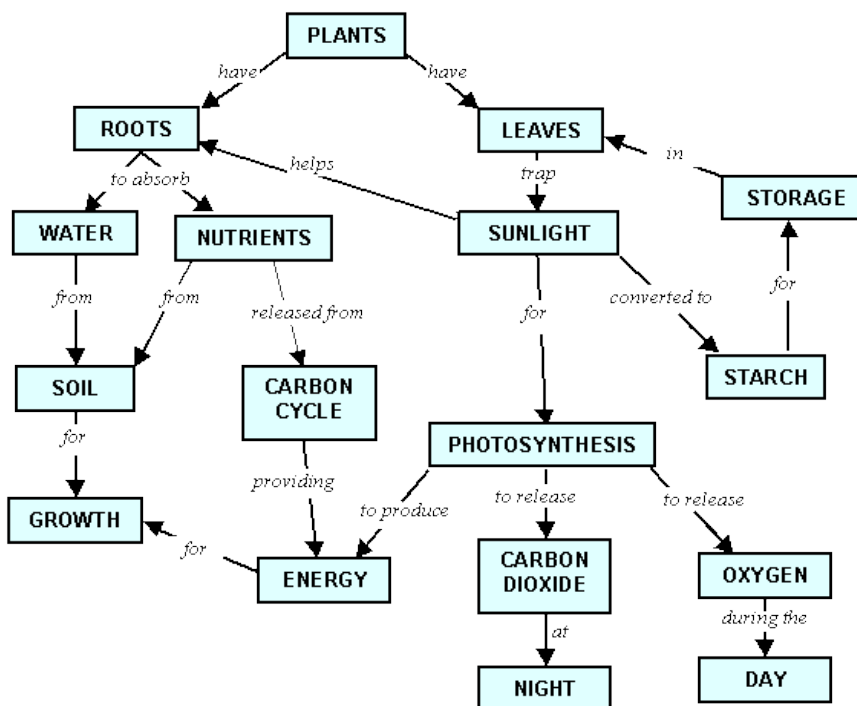 PLANTS
have
have
ROOTS
LEAVES
to absorb
helps
trap
in
STORAGE
WATER
NUTRIENTS
SUNLIGHT
from
from
released from
for
converted to
for
SOIL
CARBON
CYCLE
STARCH
for
PHOTOSYNTHESIS
providing
to produce
to release
to release
GROWTH
for
ENERGY
CARBON
DIOXIDE
OXYGEN
at
during the
NIGHT
DAY